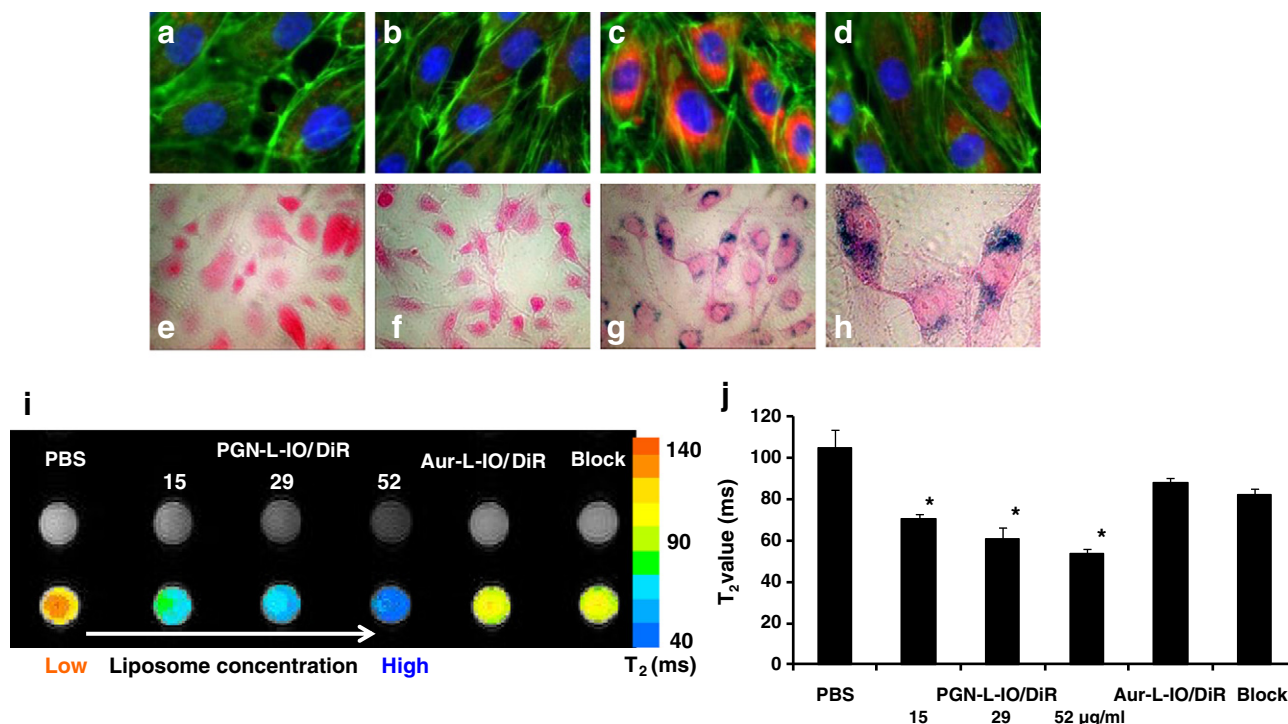 a
b
c
d
e
f
g
h
i
PGN-L-IO/DiR
PBS
Aur-L-IO/DiR
Block
15
29
52
140
90
40
T2 (ms)
Low
Liposome concentration
High
j
T2 value (ms)
120
100
80
60
40
20
0
*
*
*
PBS
PGN-L-IO/DiR
Aur-L-IO/DiR
Block
15
29
52 µg/ml